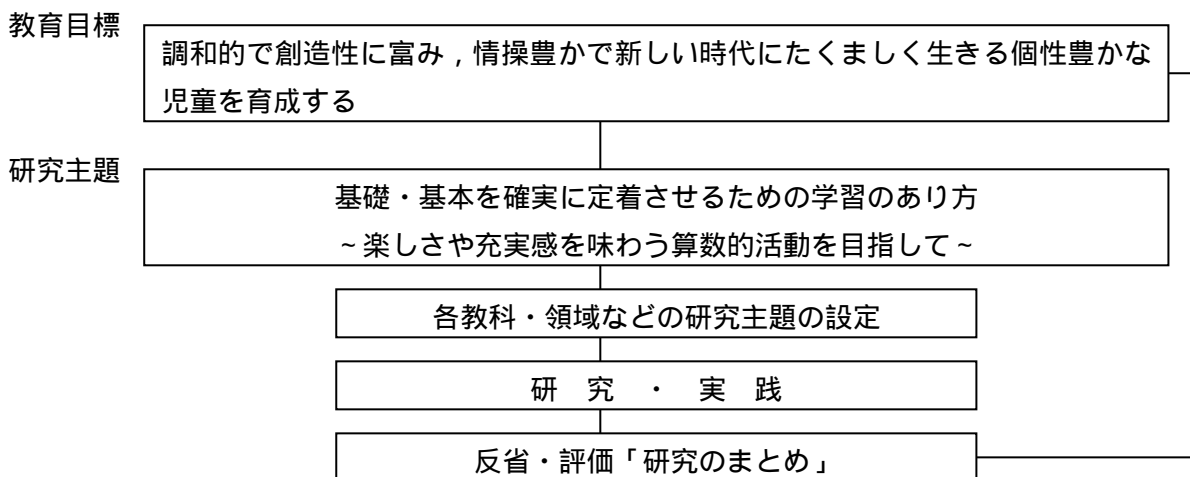 教育目標
調和的で創造性に富み，情操豊かで新しい時代にたくましく生きる個性豊かな
児童を育成する
研究主題
基礎・基本を確実に定着させるための学習のあり方
~楽しさや充実感を味わう算数的活動を目指して~
各教科・領域などの研究主題の設定
研　究　・　実　践
反省・評価「研究のまとめ」